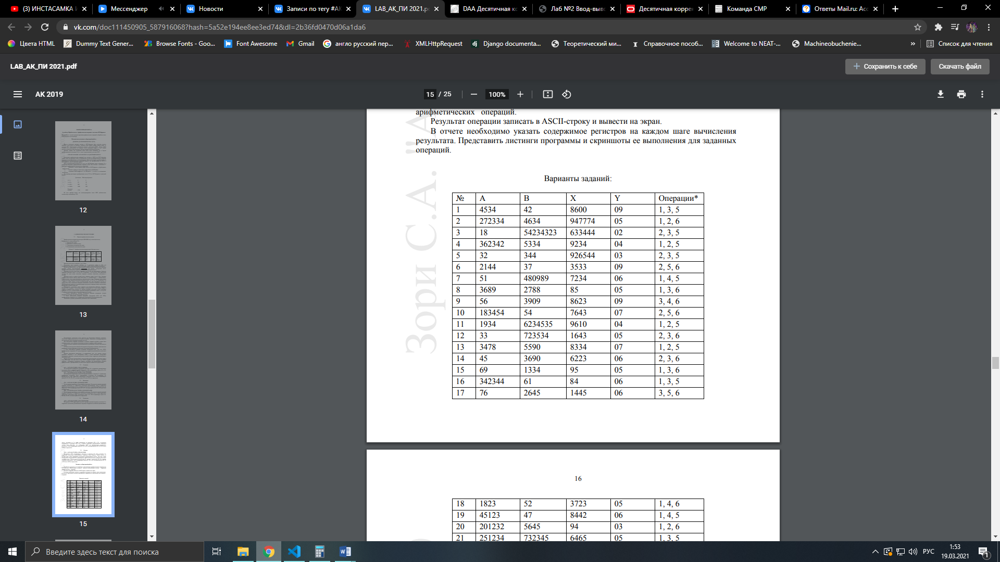 (3) ИНСТАСАМКА И
Мессенджер
Новости
Записи по тегу #АК
LAB_АК_ПИ 2021.p
DAA Десятичная к
Лаб №2 Ввод-выво
Десятичная корре
Команда CMP
Ответы Mail.ru: Асс
vk.com/doc111450905_587916068?hash=5a52e194ee8ee3ed74&dl=2b36fd0470d06a1da6
Цвета HTML
Dummy Text Gener...
Browse Fonts - Goo...
Font Awesome
Gmail
англо русский пер...
XMLHttpRequest
Django documenta...
Теоретический ми...
Справочное пособ...
Welcome to NEAT-...
Machineobuchenie...
»
Список для чтения
LAB_АК_ПИ 2021.pdf
Сохранить к себе
Скачать файл
АК 2019
15 / 25
100%
12
13
14
15
арифметических операций.
Результат операции записать в ASCII-строку и вывести на экран.
В отчете необходимо указать содержимое регистров на каждом шаге вычисления
результата. Представить листинги программы и скриншоты ее выполнения для заданных
операций.
Зори С.А. "А
Варианты заданий:
№ A B X Y Операции*
1 4534 42 8600 09 1, 3, 5
2 272334 4634 947774 05 1, 2, 6
3 18 54234323 633444 02 2, 3, 5
4 362342 5334 9234 04 1, 2, 5
5 32 344 926544 03 2, 3, 5
6 2144 37 3533 09 2, 5, 6
7 51 480989 7234 06 1, 4, 5
8 3689 2788 85 05 1, 3, 6
9 56 3909 8623 09 3, 4, 6
10 183454 54 7643 07 2, 5, 6
11 1934 6234535 9610 04 1, 2, 5
12 33 723534 1643 05 2, 3, 6
13 3478 5590 8334 07 1, 2, 5
14 45 3690 6223 06 2, 3, 6
15 69 1334 95 05 1, 3, 6
16 342344 61 84 06 1, 3, 5
17 76 2645 1445 06 3, 5, 6
16
18 1823 52 3723 05 1, 4, 6
19 45123 47 8442 06 1, 4, 5
20 201232 5645 94 03 1, 2, 6
21 251234 732345 6465 05 1, 3, 5
Введите здесь текст для поиска
РУС
1:53
19.03.2021
1